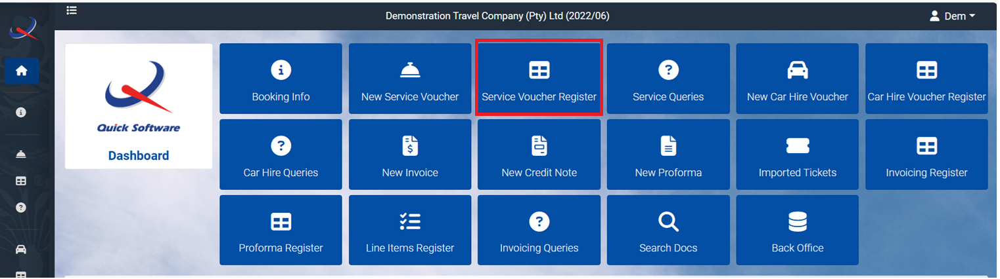 Demonstration Travel Company (Pty) Ltd (2022/06)
Dem
Quick Software
Dashboard
Booking Info
New Service Voucher
Service Voucher Register
Service Queries
New Car Hire Voucher
Car Hire Voucher Register
Car Hire Queries
New Invoice
New Credit Note
New Proforma
Imported Tickets
Invoicing Register
Proforma Register
Line Items Register
Invoicing Queries
Search Docs
Back Office